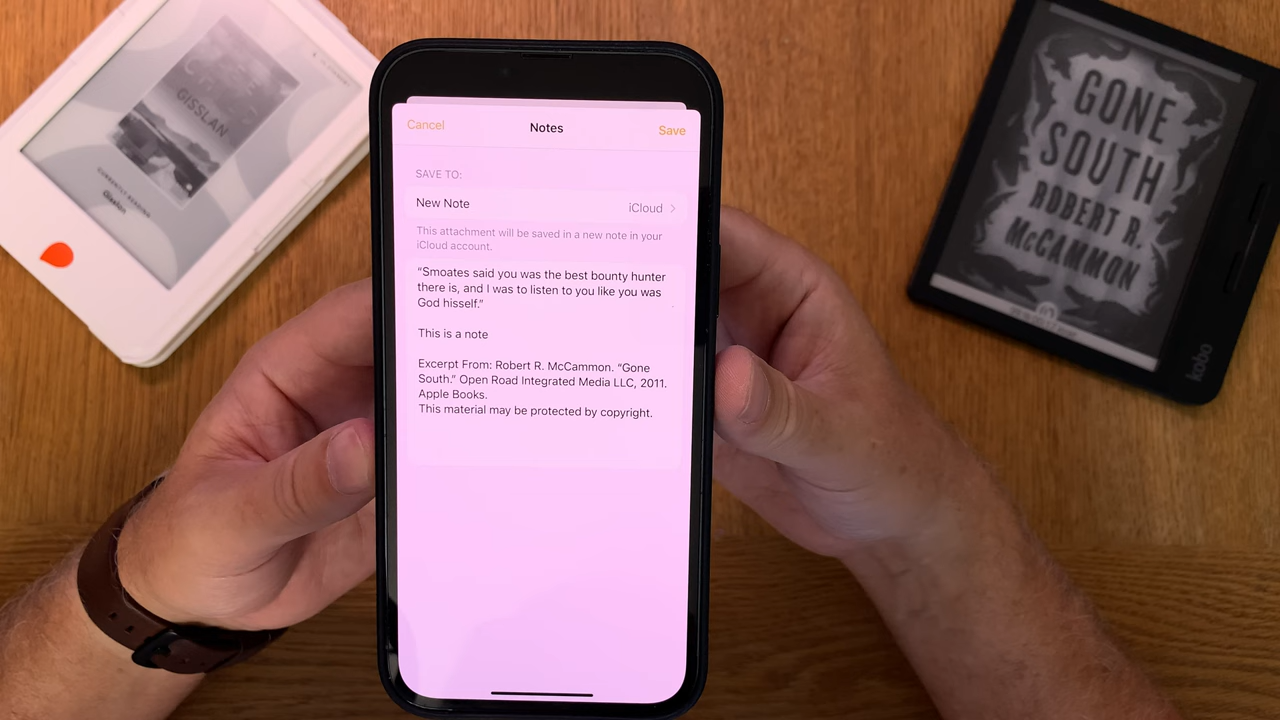 GISSLAN
CURRENTLY READING
Gisslan
Cancel
Notes
Save
SAVE TO:
New Note
iCloud
This attachment will be saved in a new note in your
iCloud account.
“Smoates said you was the best bounty hunter
there is, and I was to listen to you like you was
God hisself.”
This is a note
Excerpt From: Robert R. McCammon. “Gone
South.” Open Road Integrated Media LLC, 2011.
Apple Books.
This material may be protected by copyright.
GONE
SOUTH
ROBERT R.
McCAMMON
kobo